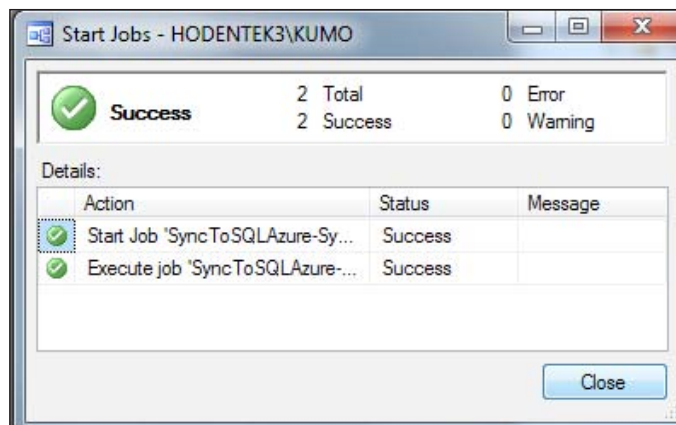 Start Jobs - HODENTEK3\KUMO
Success
2 Total 0 Error
2 Success 0 Warning
Details:
Action Status Message
Start Job 'SyncToSQLAzure-Sy... Success
Execute job 'SyncToSQLAzure-... Success
Close